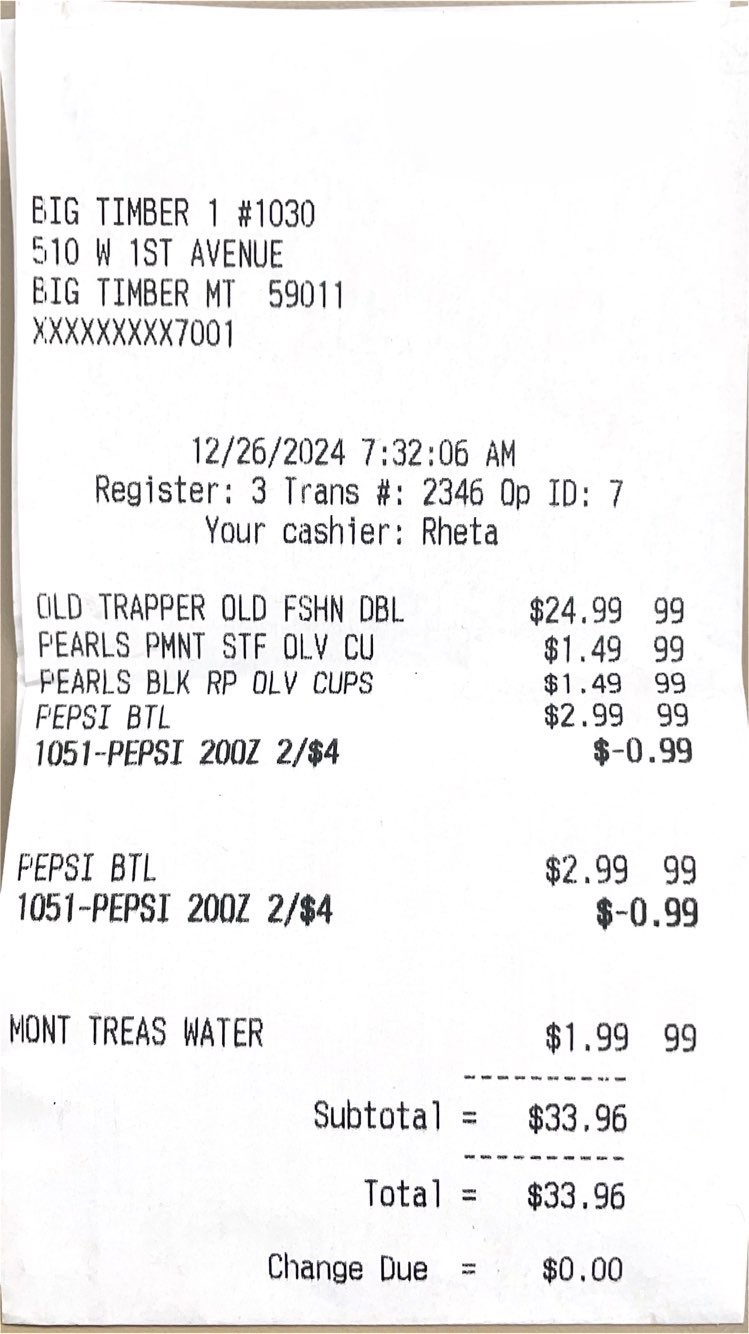 BIG TIMBER 1 #1030
510 W 1ST AVENUE
BIG TIMBER MT 59011
XXXXXXXXX7001
12/26/2024 7:32:06 AM
Register: 3 Trans #: 2346 Op ID: 7
Your cashier: Rheta
OLD TRAPPER OLD FSHN DBL $24.99 99
PEARLS PMNT STF OLV CU $1.49 99
PEARLS BLK RP OLV CUPS $1.49 99
PEPSI BTL $2.99 99
1051-PEPSI 20OZ 2/$4 $-0.99
PEPSI BTL $2.99 99
1051-PEPSI 20OZ 2/$4 $-0.99
MONT TREAS WATER $1.99 99
----------
Subtotal = $33.96
----------
Total = $33.96
Change Due = $0.00